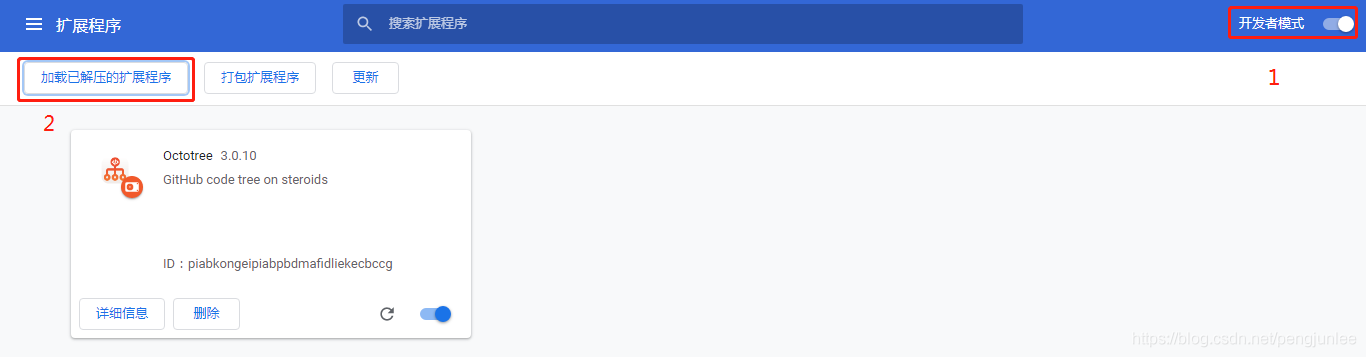 扩展程序
搜索扩展程序
开发者模式
加载已解压的扩展程序
打包扩展程序
更新
1
2
Octotree 3.0.10
GitHub code tree on steroids
ID：piabkongeipiabpbdmafidliekecbccg
详细信息
删除
https://blog.csdn.net/pengjunlee